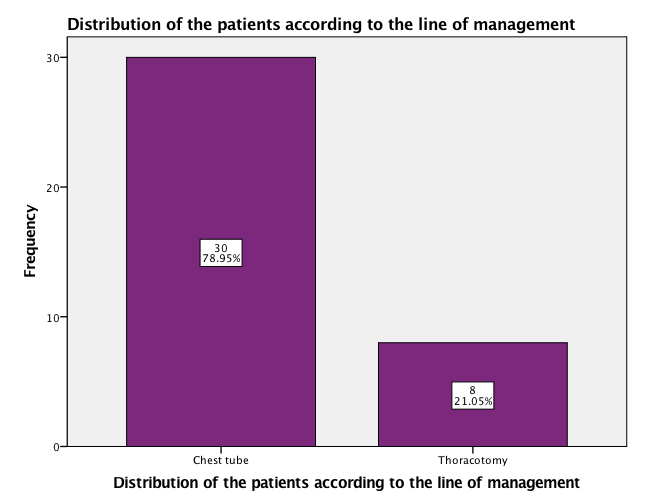 Distribution of the patients according to the line of management
30
20
10
0
Frequency
30
78.95%
8
21.05%
Chest tube
Thoracotomy
Distribution of the patients according to the line of management